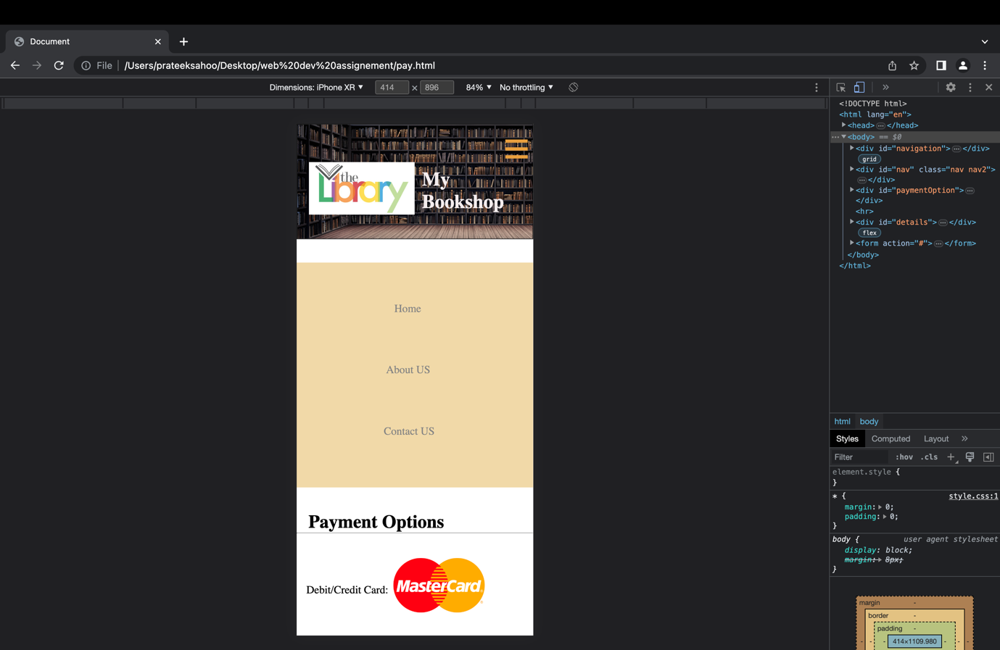 Document
File
/Users/prateeksahoo/Desktop/web%20dev%20assignement/pay.html
Dimensions: iPhone XR ▼ 414 × 896 84% ▼ No throttling ▼
<!DOCTYPE html>
<html lang="en">
<head> … </head>
<body> == $0
<div id="navigation"> … </div>
grid
<div id="nav" class="nav nav2">
… </div>
<div id="paymentOption"> …
</div>
<hr>
<div id="details"> … </div>
flex
<form action="#"> … </form>
</body>
</html>
the
Library
My
Bookshop
Home
About US
Contact US
Payment Options
Debit/Credit Card: MasterCard
html body
Styles Computed Layout »
Filter :hov .cls +
element.style {
}
* { style.css:1
margin: 0;
padding: 0;
}
body { user agent stylesheet
display: block;
margin: 8px;
}
margin -
border -
padding -
- - - 414×1109.980 - - -